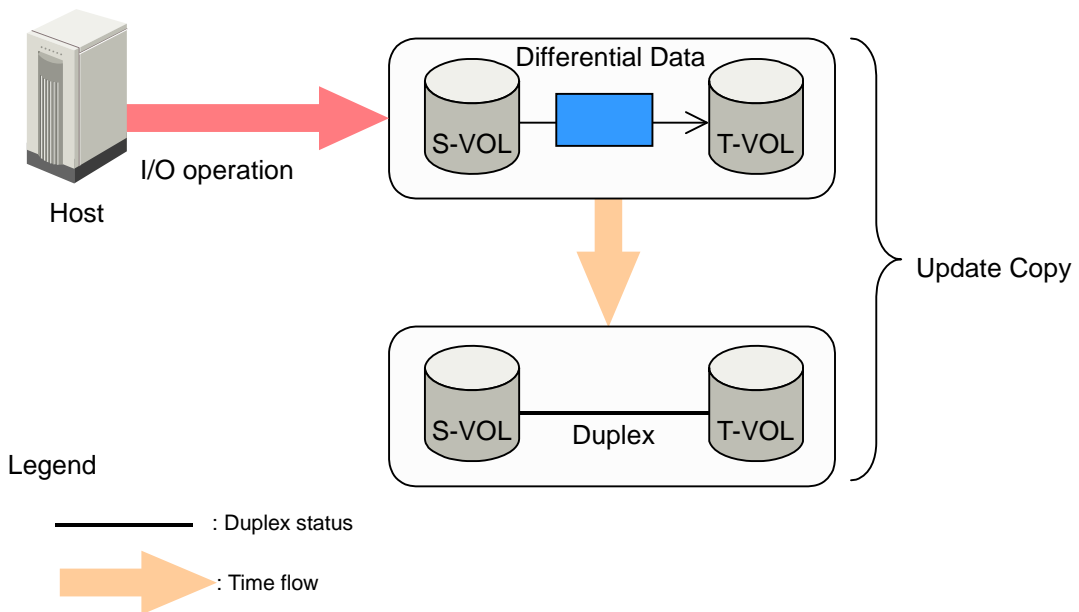 Differential Data
S-VOL
T-VOL
I/O operation
Host
Update Copy
S-VOL
Duplex
T-VOL
Legend
: Duplex status
: Time flow